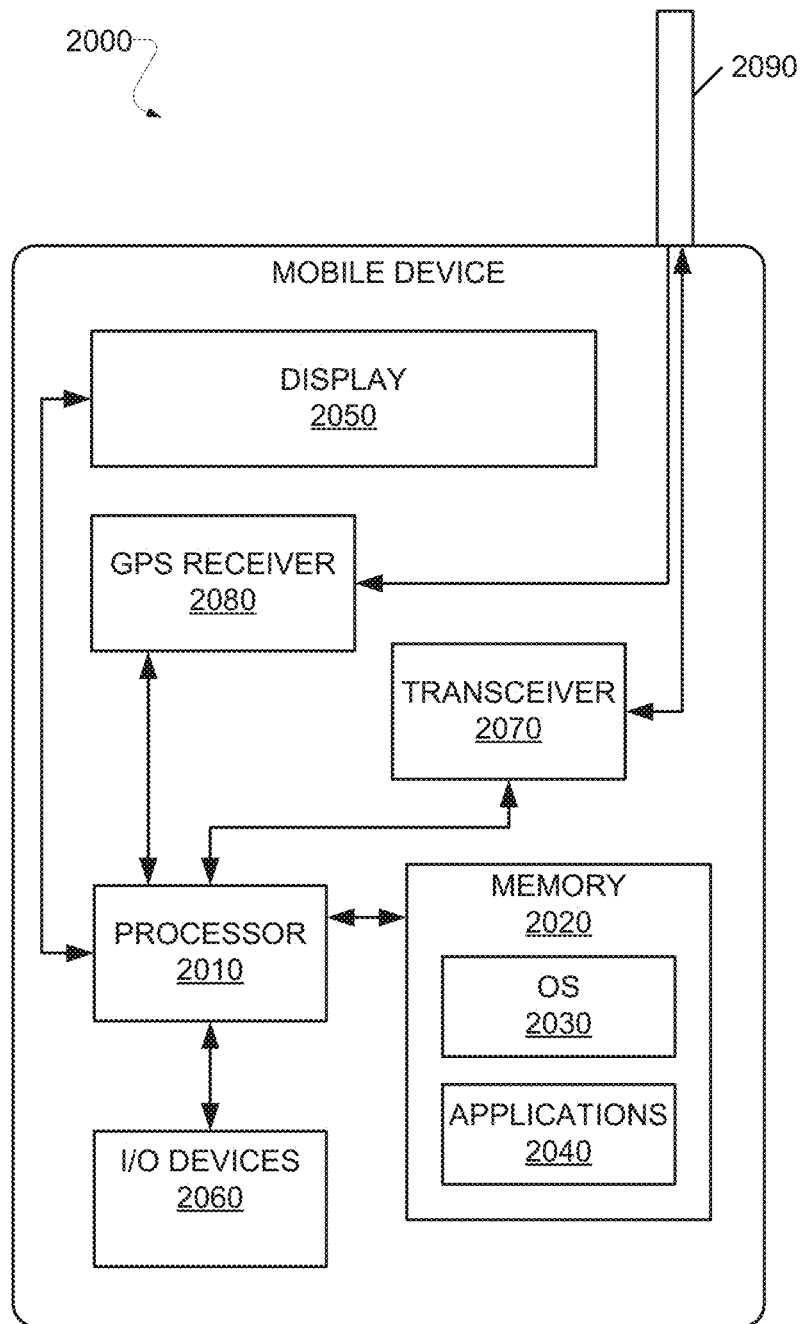 2000
2090
MOBILE DEVICE
DISPLAY
2050
GPS RECEIVER
2080
TRANSCEIVER
2070
PROCESSOR
2010
MEMORY
2020
OS
2030
APPLICATIONS
2040
I/O DEVICES
2060